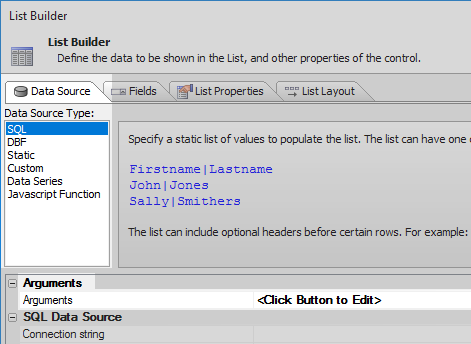 List Builder
List Builder
Define the data to be shown in the List, and other properties of the control.
Data Source Fields List Properties List Layout
Data Source Type:
SQL
DBF
Static
Custom
Data Series
Javascript Function
Specify a static list of values to populate the list. The list can have one
Firstname|Lastname
John|Jones
Sally|Smithers
The list can include optional headers before certain rows. For example:
Arguments
Arguments <Click Button to Edit>
SQL Data Source
Connection string